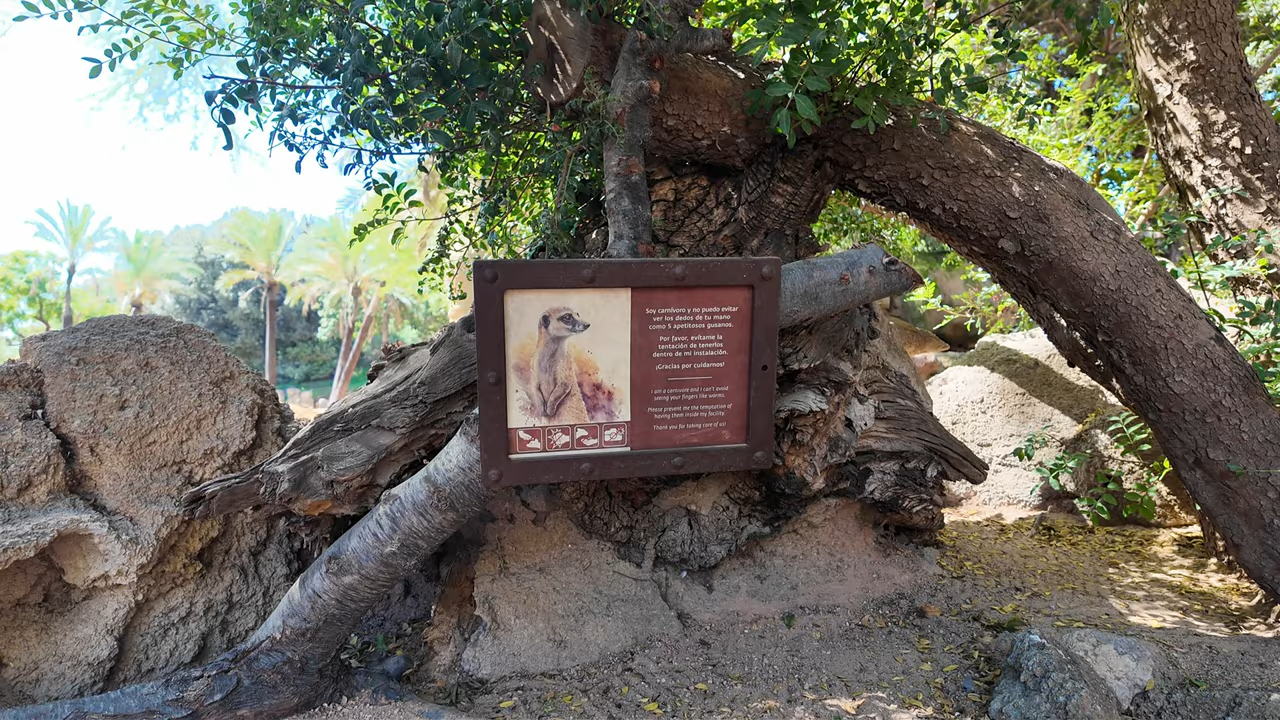 Soy carnívoro y no puedo evitar
ver los dedos de tu mano
como 5 apetitosos gusanos.
Por favor, evítame la
tentación de tenerlos
dentro de mi instalación.
¡Gracias por cuidarnos!
I am a carnivore and I can't avoid
seeing your fingers like worms.
Please prevent me the temptation of
having them inside my facility.
Thank you for taking care of us!